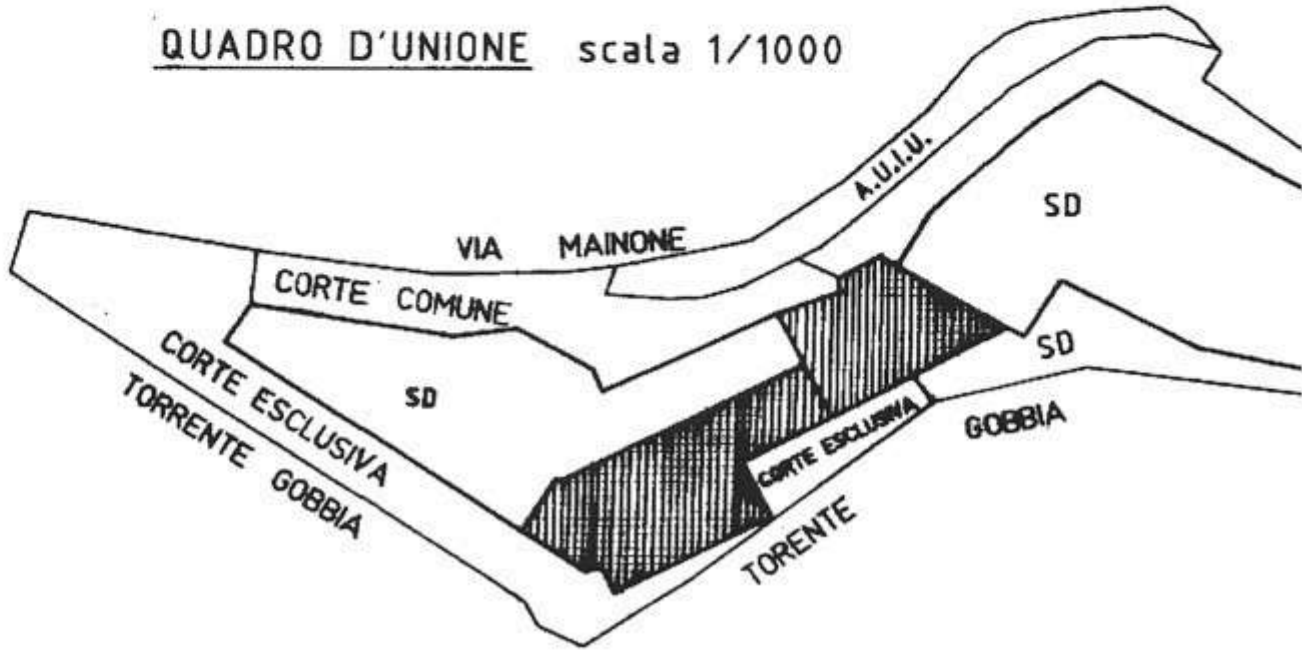 QUADRO D'UNIONE scala 1/1000
A.U.I.U.
SD
VIA MAINONE
CORTE COMUNE
CORTE ESCLUSIVA
SD
SD
TORRENTE GOBBIA
CORTE ESCLUSIVA
GOBBIA
TORENTE